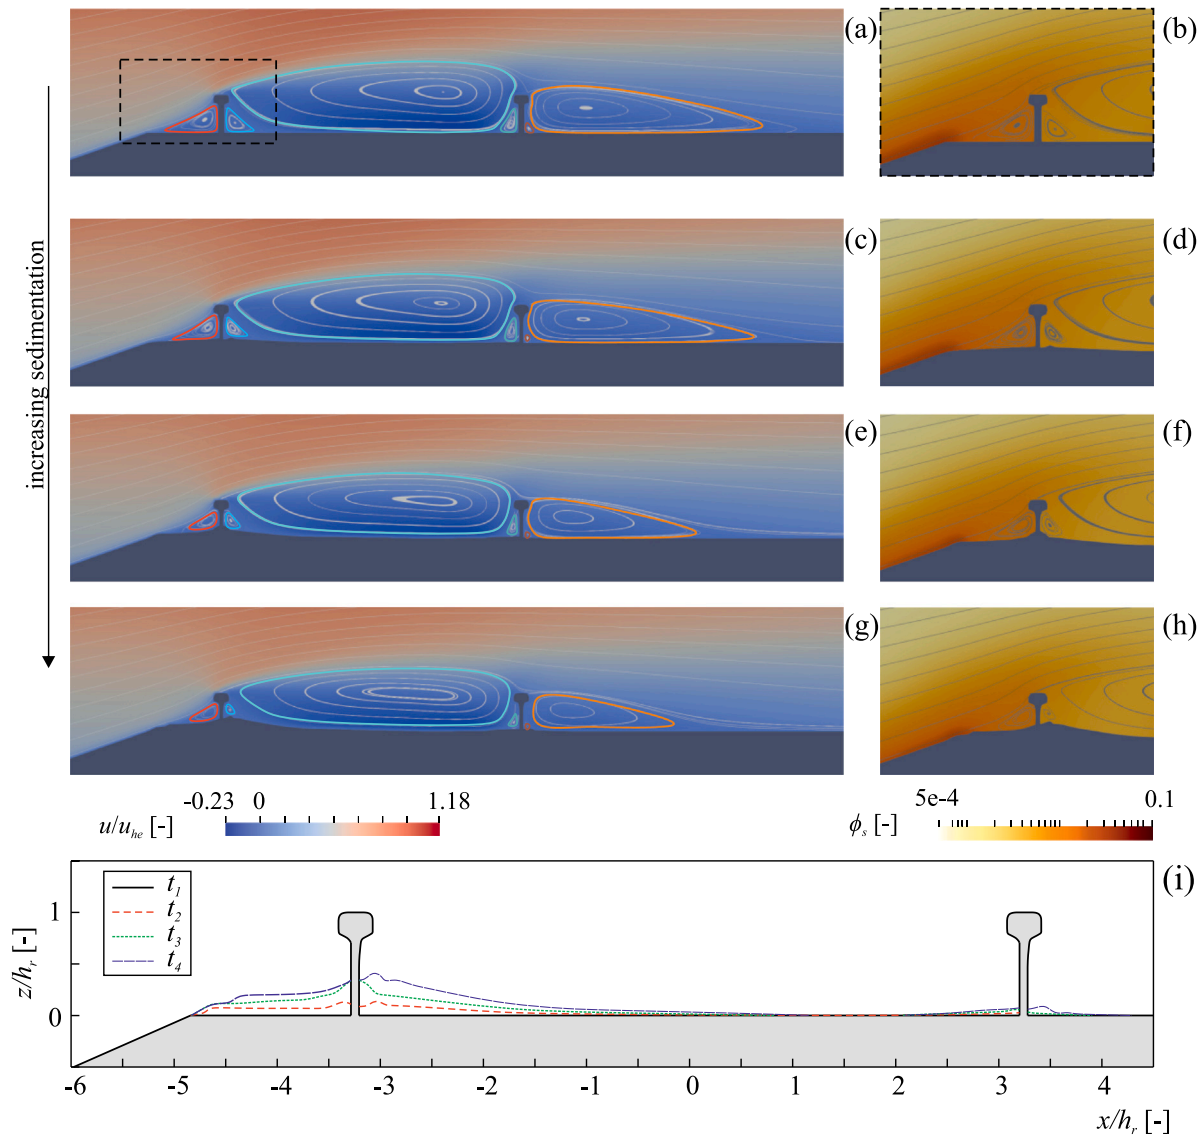 (a)
(b)
(c)
(d)
(e)
(f)
(g)
(h)
increasing sedimentation
-0.23 0 1.18
u/u_he [-]
5e-4 0.1
ϕ_s [-]
(i)
t_1
t_2
t_3
t_4
1
0
z/h_r [-]
-6 -5 -4 -3 -2 -1 0 1 2 3 4
x/h_r [-]